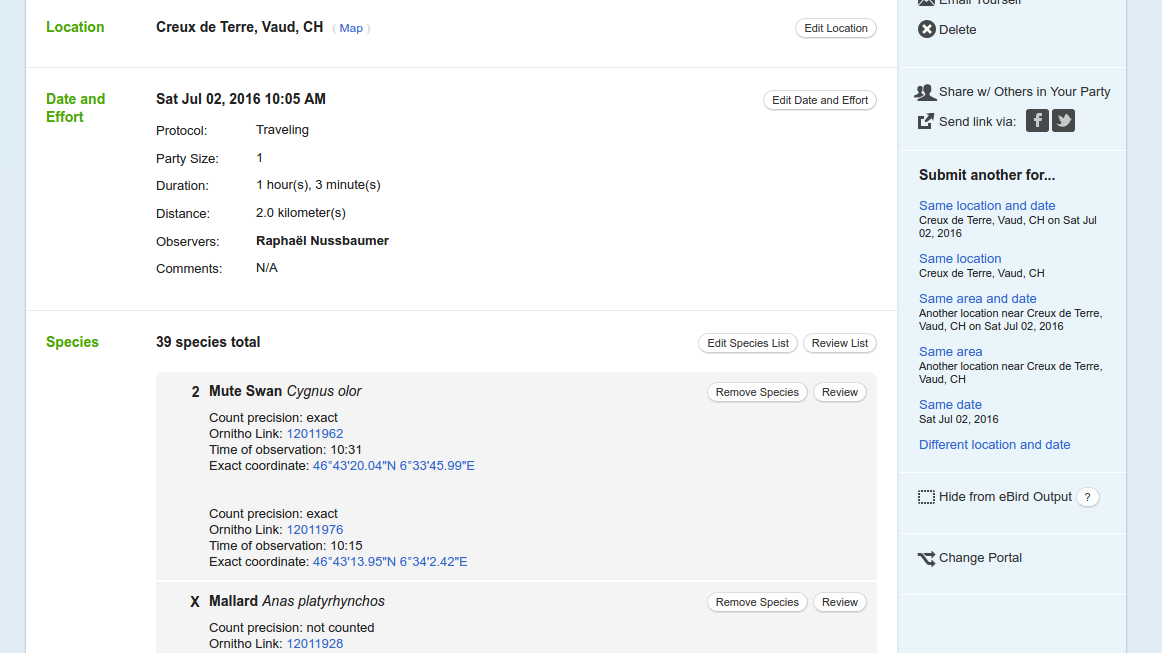 Location
Creux de Terre, Vaud, CH ( Map )
Edit Location
Date and
Effort
Sat Jul 02, 2016 10:05 AM
Edit Date and Effort
Protocol: Traveling
Party Size: 1
Duration: 1 hour(s), 3 minute(s)
Distance: 2.0 kilometer(s)
Observers: Raphaël Nussbaumer
Comments: N/A
Species
39 species total
Edit Species List Review List
2 Mute Swan Cygnus olor
Remove Species Review
Count precision: exact
Ornitho Link: 12011962
Time of observation: 10:31
Exact coordinate: 46°43'20.04"N 6°33'45.99"E
Count precision: exact
Ornitho Link: 12011976
Time of observation: 10:15
Exact coordinate: 46°43'13.95"N 6°34'2.42"E
X Mallard Anas platyrhynchos
Remove Species Review
Count precision: not counted
Ornitho Link: 12011928
Email Yourself
Delete
Share w/ Others in Your Party
Send link via:
Submit another for...
Same location and date
Creux de Terre, Vaud, CH on Sat Jul
02, 2016
Same location
Creux de Terre, Vaud, CH
Same area and date
Another location near Creux de Terre,
Vaud, CH on Sat Jul 02, 2016
Same area
Another location near Creux de Terre,
Vaud, CH
Same date
Sat Jul 02, 2016
Different location and date
Hide from eBird Output ?
Change Portal